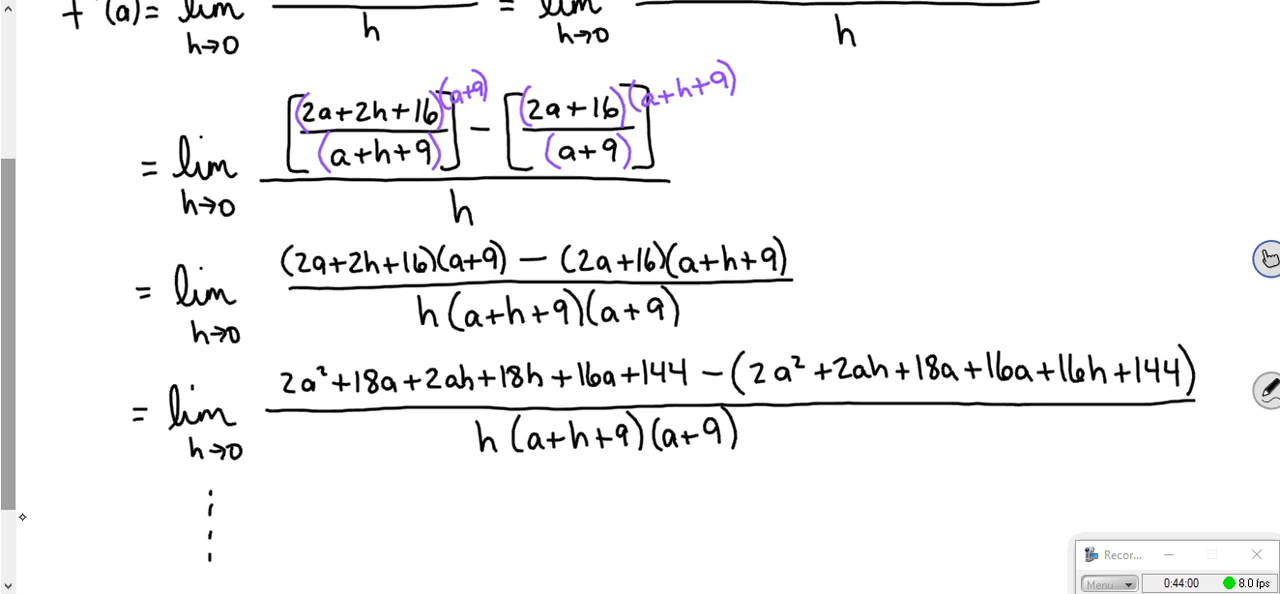 f'(a) = lim h→0 / h = lim h→0 / h
= lim h→0 [(2a+2h+16)(a+9) / (a+h+9)] − [(2a+16)(a+h+9) / (a+9)] / h
= lim h→0 (2a+2h+16)(a+9) − (2a+16)(a+h+9) / h(a+h+9)(a+9)
= lim h→0 2a²+18a+2ah+18h+16a+144 − (2a²+2ah+18a+16a+16h+144) / h(a+h+9)(a+9)
Recor...
Menu 0:44:00 8.0 fps